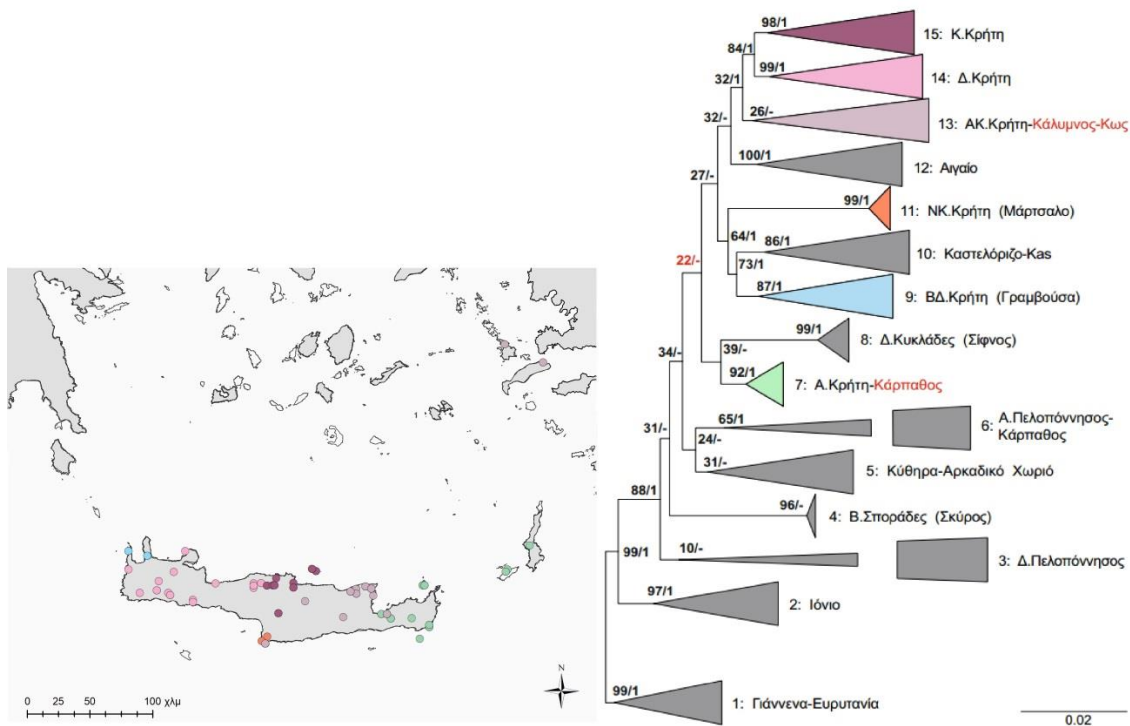 98/1
15: Κ.Κρήτη
84/1
99/1
14: Δ.Κρήτη
32/1
26/-
13: ΑΚ.Κρήτη-Κάλυμνος-Κως
32/-
100/1
12: Αιγαίο
27/-
99/1
11: ΝΚ.Κρήτη (Μάρτσαλο)
64/1
86/1
10: Καστελόριζο-Kas
22/-
73/1
87/1
9: ΒΔ.Κρήτη (Γραμβούσα)
99/1
8: Δ.Κυκλάδες (Σίφνος)
39/-
34/-
92/1
7: Α.Κρήτη-Κάρπαθος
65/1
6: Α.Πελοπόννησος-
Κάρπαθος
31/-
24/-
31/-
5: Κύθηρα-Αρκαδικό Χωριό
88/1
96/-
4: Β.Σποράδες (Σκύρος)
99/1
10/-
3: Δ.Πελοπόννησος
97/1
2: Ιόνιο
99/1
1: Γιάννενα-Ευρυτανία
0.02
N
0 25 50 100 χλμ